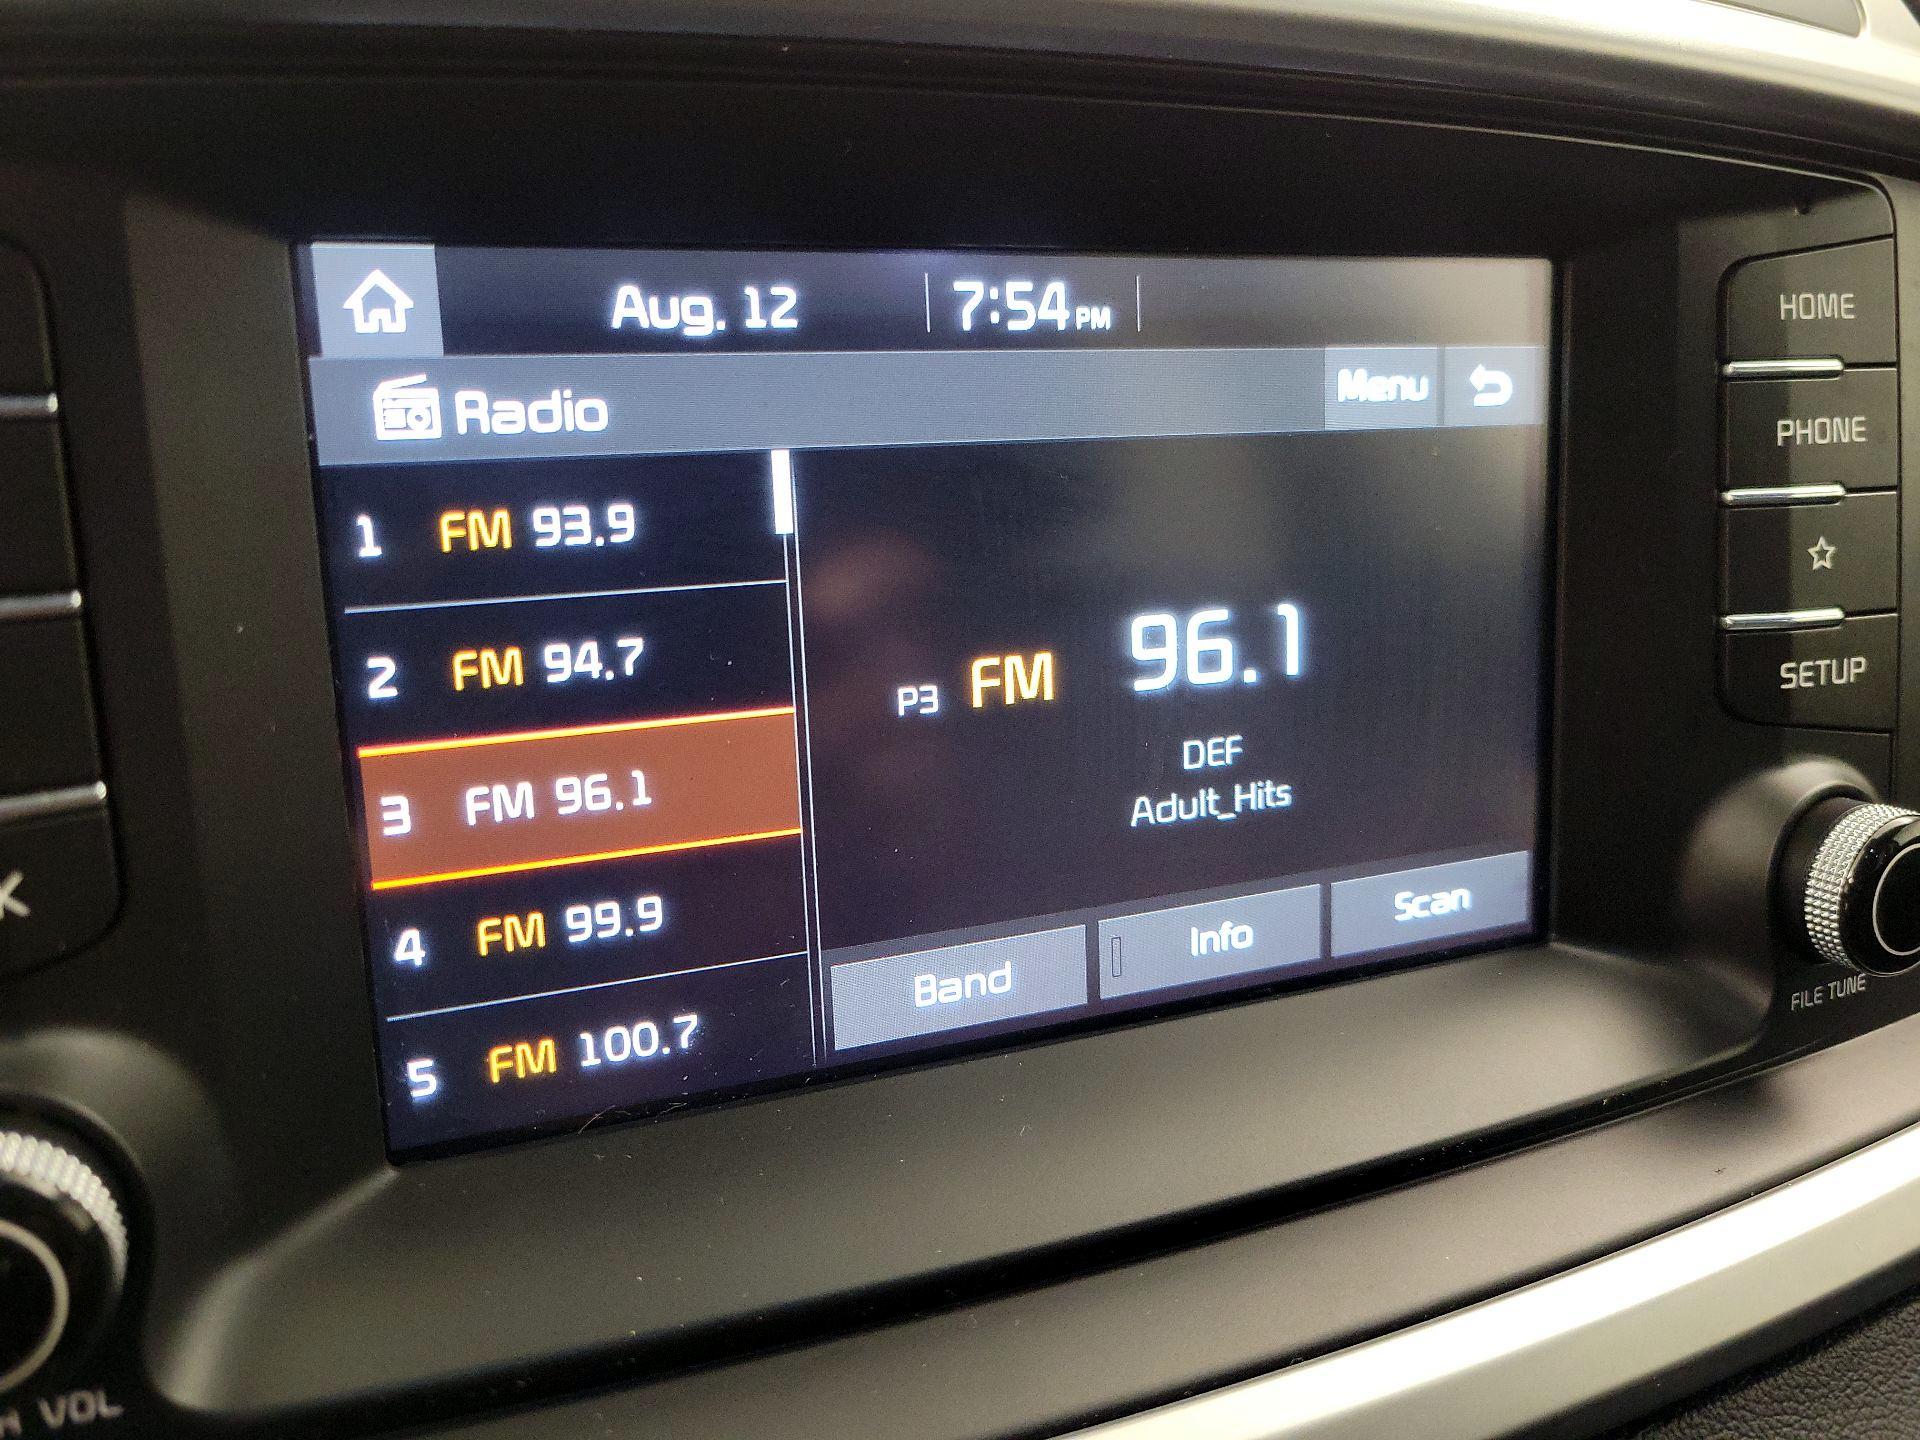 Aug. 12 7:54 PM
Radio
Menu
1 FM 93.9
2 FM 94.7
3 FM 96.1
4 FM 99.9
5 FM 100.7
P3 FM 96.1
DEF
Adult_Hits
Band Info Scan
HOME
PHONE
SETUP
FILE TUNE
VOL